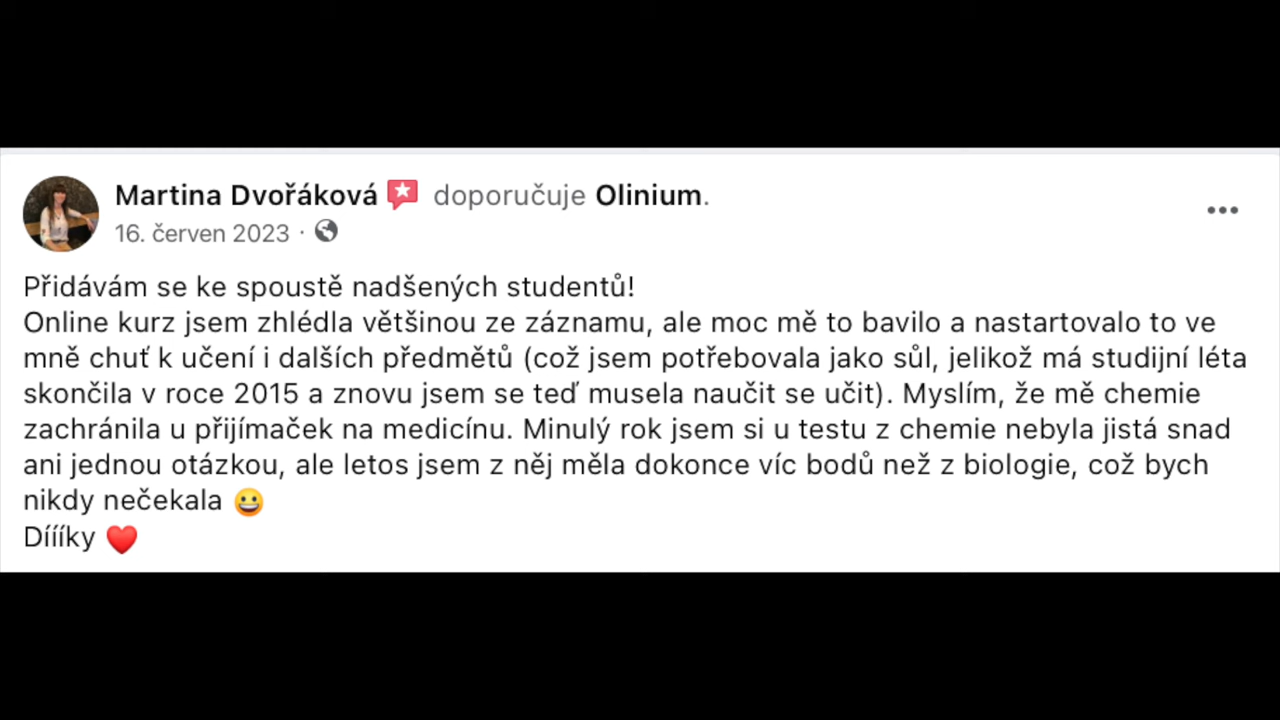 Martina Dvořáková doporučuje Olinium.
16. červen 2023 ·
Přidávám se ke spoustě nadšených studentů!
Online kurz jsem zhlédla většinou ze záznamu, ale moc mě to bavilo a nastartovalo to ve
mně chuť k učení i dalších předmětů (což jsem potřebovala jako sůl, jelikož má studijní léta
skončila v roce 2015 a znovu jsem se teď musela naučit se učit). Myslím, že mě chemie
zachránila u přijímaček na medicínu. Minulý rok jsem si u testu z chemie nebyla jistá snad
ani jednou otázkou, ale letos jsem z něj měla dokonce víc bodů než z biologie, což bych
nikdy nečekala 😀
Díííky ❤️